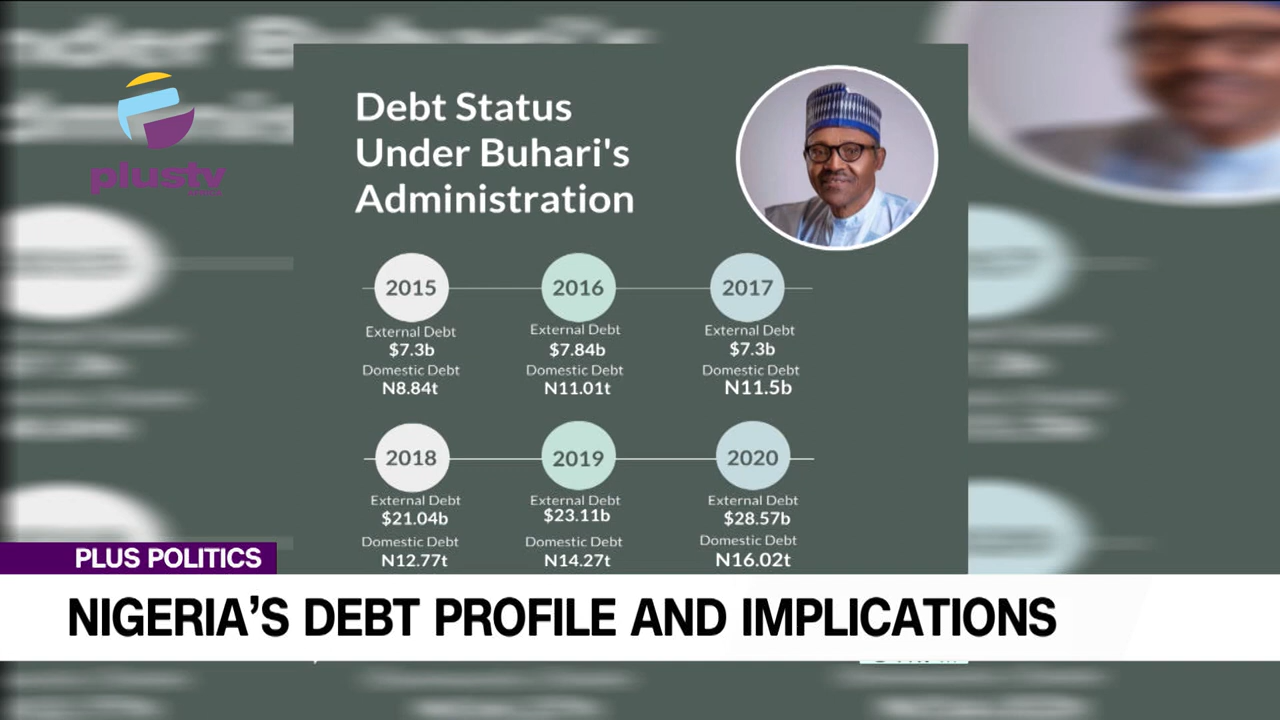 plustv
Debt Status
Under Buhari's
Administration
2015
2016
2017
External Debt
$7.3b
Domestic Debt
N8.84t
External Debt
$7.84b
Domestic Debt
N11.01t
External Debt
$7.3b
Domestic Debt
N11.5b
2018
2019
2020
External Debt
$21.04b
Domestic Debt
N12.77t
External Debt
$23.11b
Domestic Debt
N14.27t
External Debt
$28.57b
Domestic Debt
N16.02t
PLUS POLITICS
NIGERIA'S DEBT PROFILE AND IMPLICATIONS